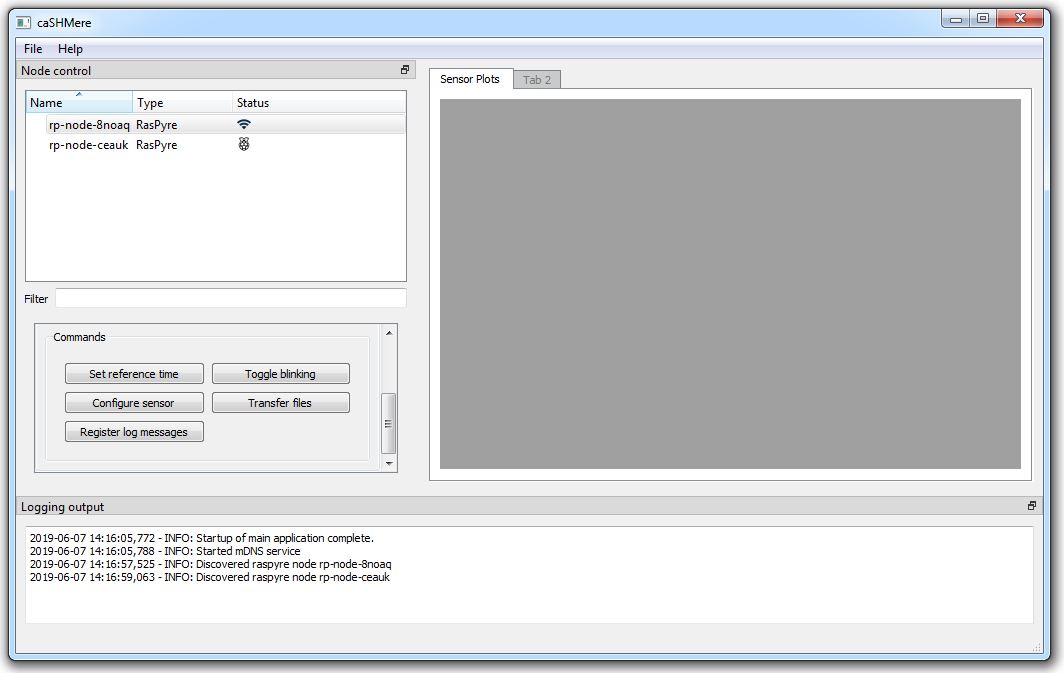 caSHMere
File Help
Node control
Name Type Status
rp-node-8noaq RasPyre
rp-node-ceauk RasPyre
Filter
Commands
Set reference time Toggle blinking
Configure sensor Transfer files
Register log messages
Sensor Plots Tab 2
Logging output
2019-06-07 14:16:05,772 - INFO: Startup of main application complete.
2019-06-07 14:16:05,788 - INFO: Started mDNS service
2019-06-07 14:16:57,525 - INFO: Discovered raspyre node rp-node-8noaq
2019-06-07 14:16:59,063 - INFO: Discovered raspyre node rp-node-ceauk